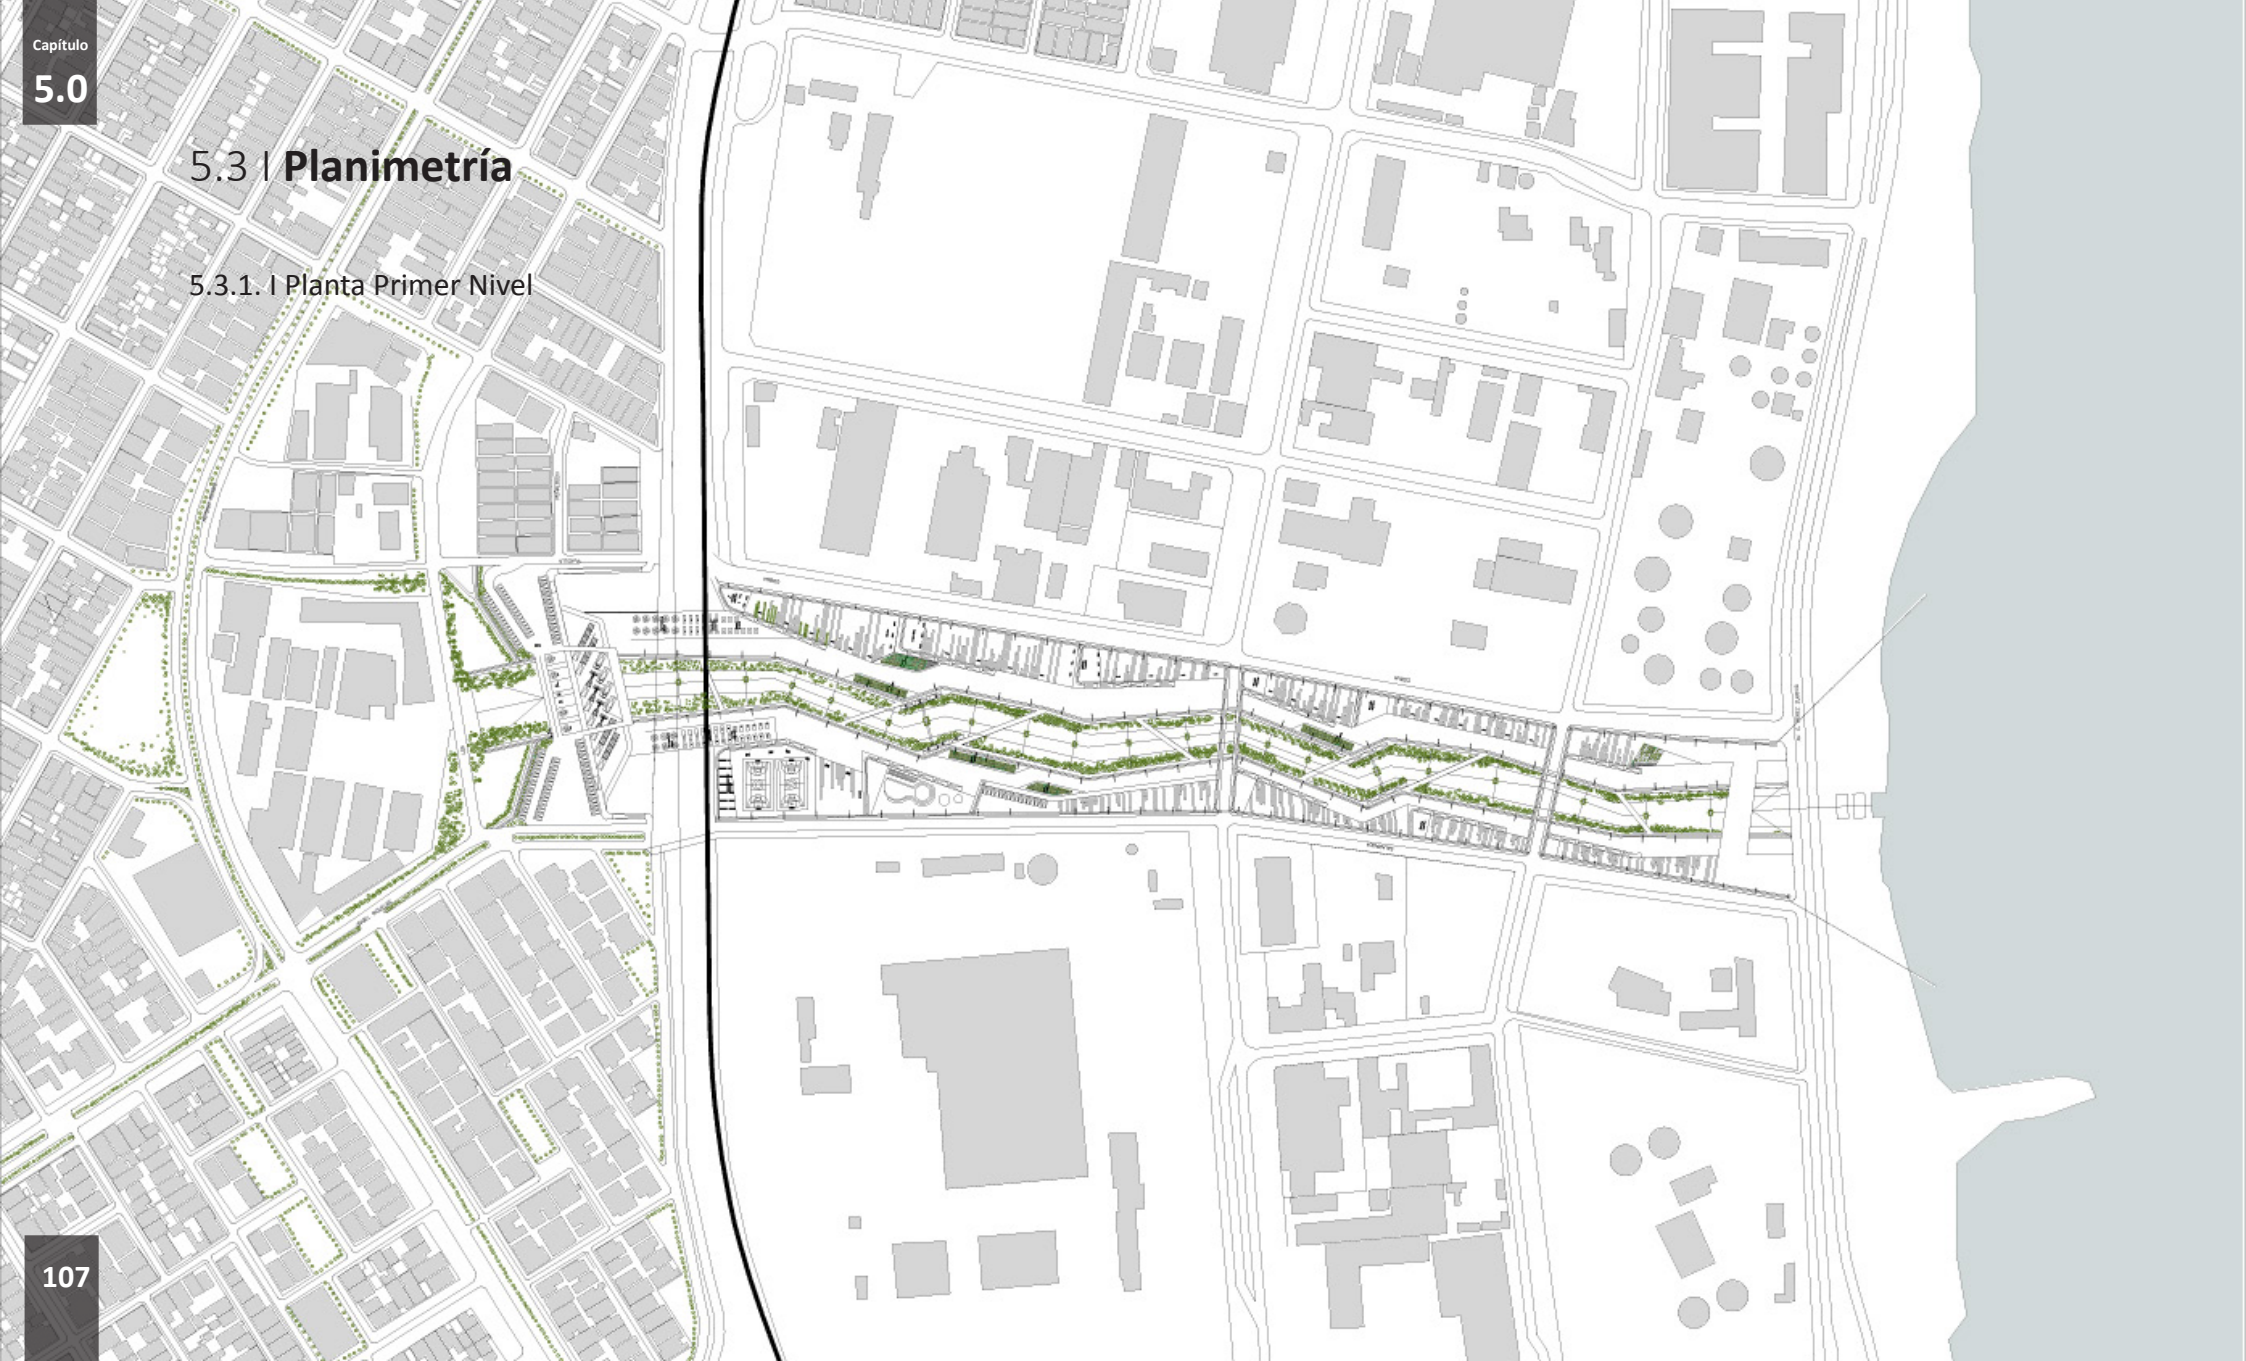 Capítulo
5.0
5.3 I Planimetría
5.3.1. I Planta Primer Nivel
107